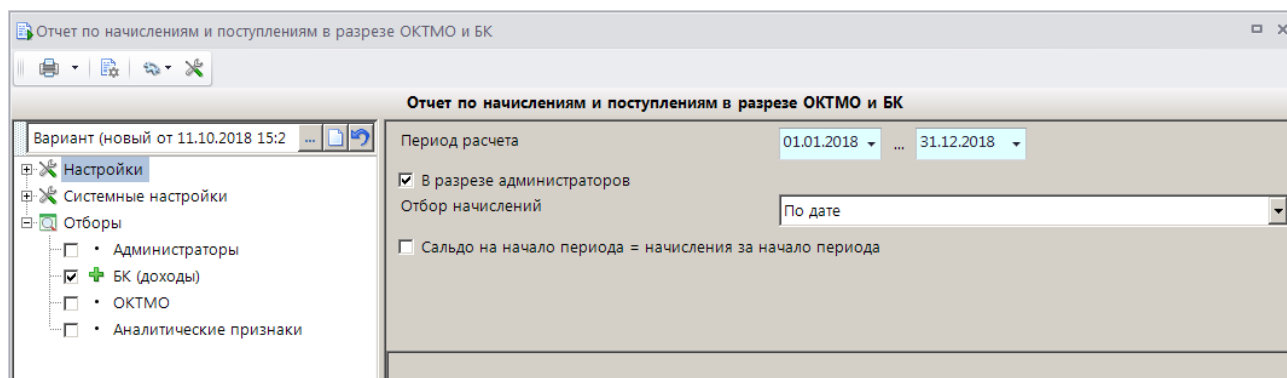 Отчет по начислениям и поступлениям в разрезе ОКТМО и БК
Отчет по начислениям и поступлениям в разрезе ОКТМО и БК
Вариант (новый от 11.10.2018 15:2 ...
Настройки
Системные настройки
Отборы
Администраторы
БК (доходы)
ОКТМО
Аналитические признаки
Период расчета 01.01.2018 ... 31.12.2018
В разрезе администраторов
Отбор начислений По дате
Сальдо на начало периода = начисления за начало периода